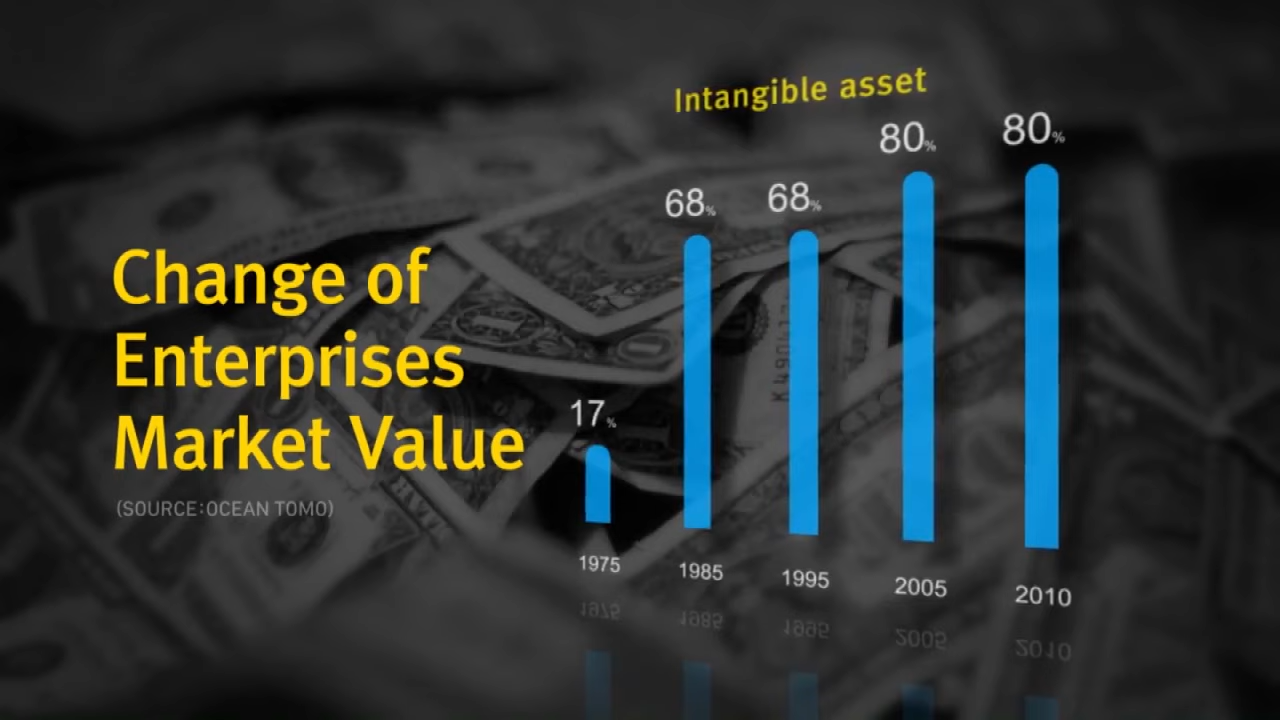 Intangible asset
Change of
Enterprises
Market Value
(SOURCE:OCEAN TOMO)
17%
68%
68%
80%
80%
1975
1985
1995
2005
2010